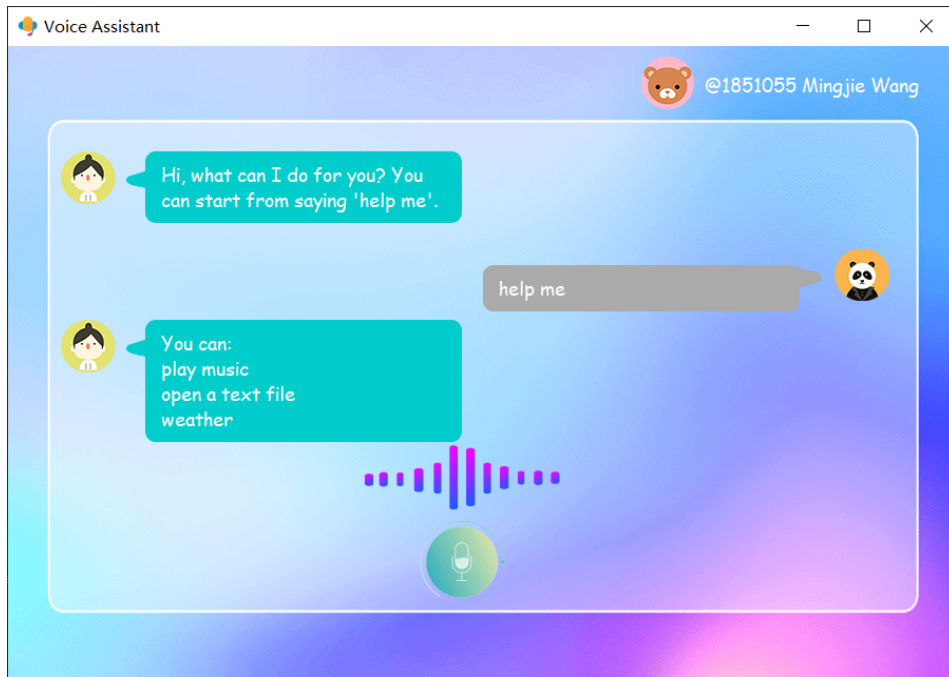 Voice Assistant
@1851055 Mingjie Wang
Hi, what can I do for you? You
can start from saying 'help me'.
help me
You can:
play music
open a text file
weather